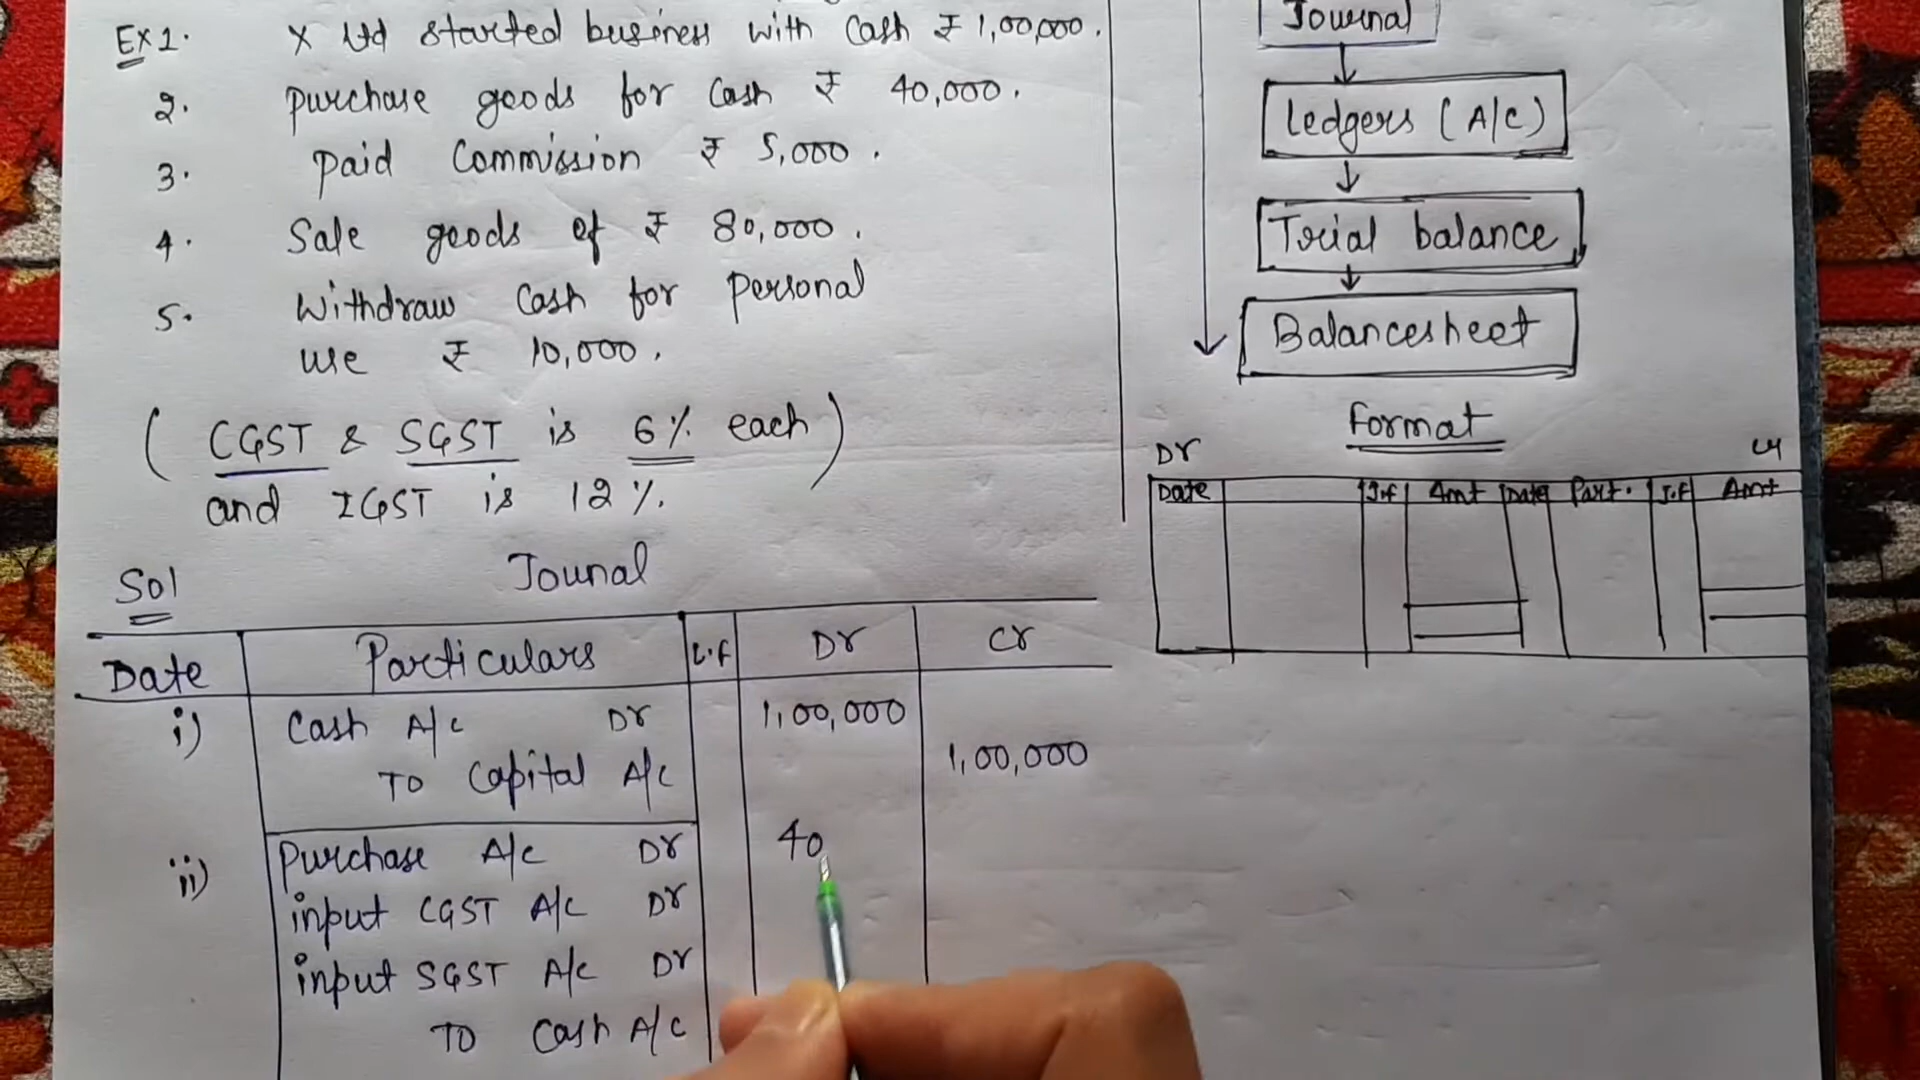 Ex 1. X Ltd started business with Cash ₹ 1,00,000.
2. purchase goods for Cash ₹ 40,000.
3. paid Commission ₹ 5,000.
4. Sale goods of ₹ 80,000.
5. Withdraw Cash for personal
use ₹ 10,000.
( CGST & SGST is 6% each )
and IGST is 12%.
Journal
Ledgers (A/C)
Trial balance
Balancesheet
Format
Dr Cr
Date J.f Amt Date Part. J.f Amt
Sol Jounal
Date Particulars L.f Dr Cr
i) Cash A/c Dr 1,00,000
To Capital A/c 1,00,000
ii) Purchase A/c Dr 40
input CGST A/c Dr
input SGST A/c Dr
To Cash A/c